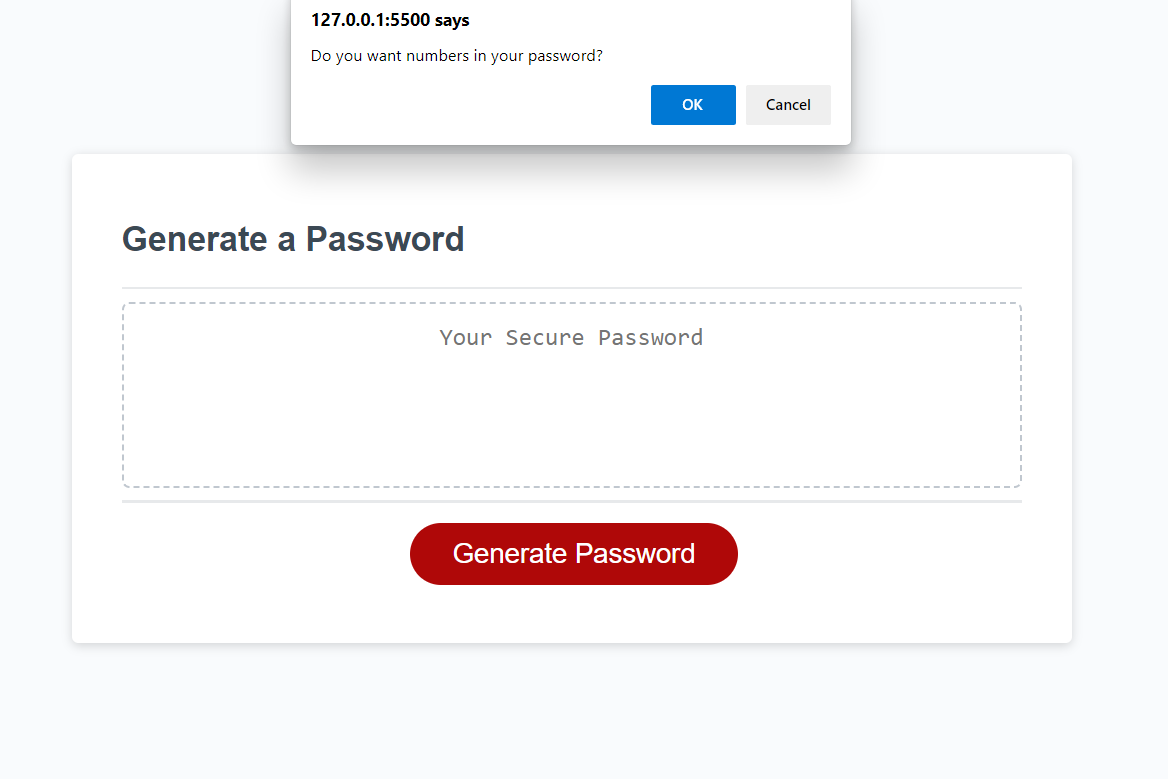 127.0.0.1:5500 says
Do you want numbers in your password?
OK Cancel
Generate a Password
Your Secure Password
Generate Password